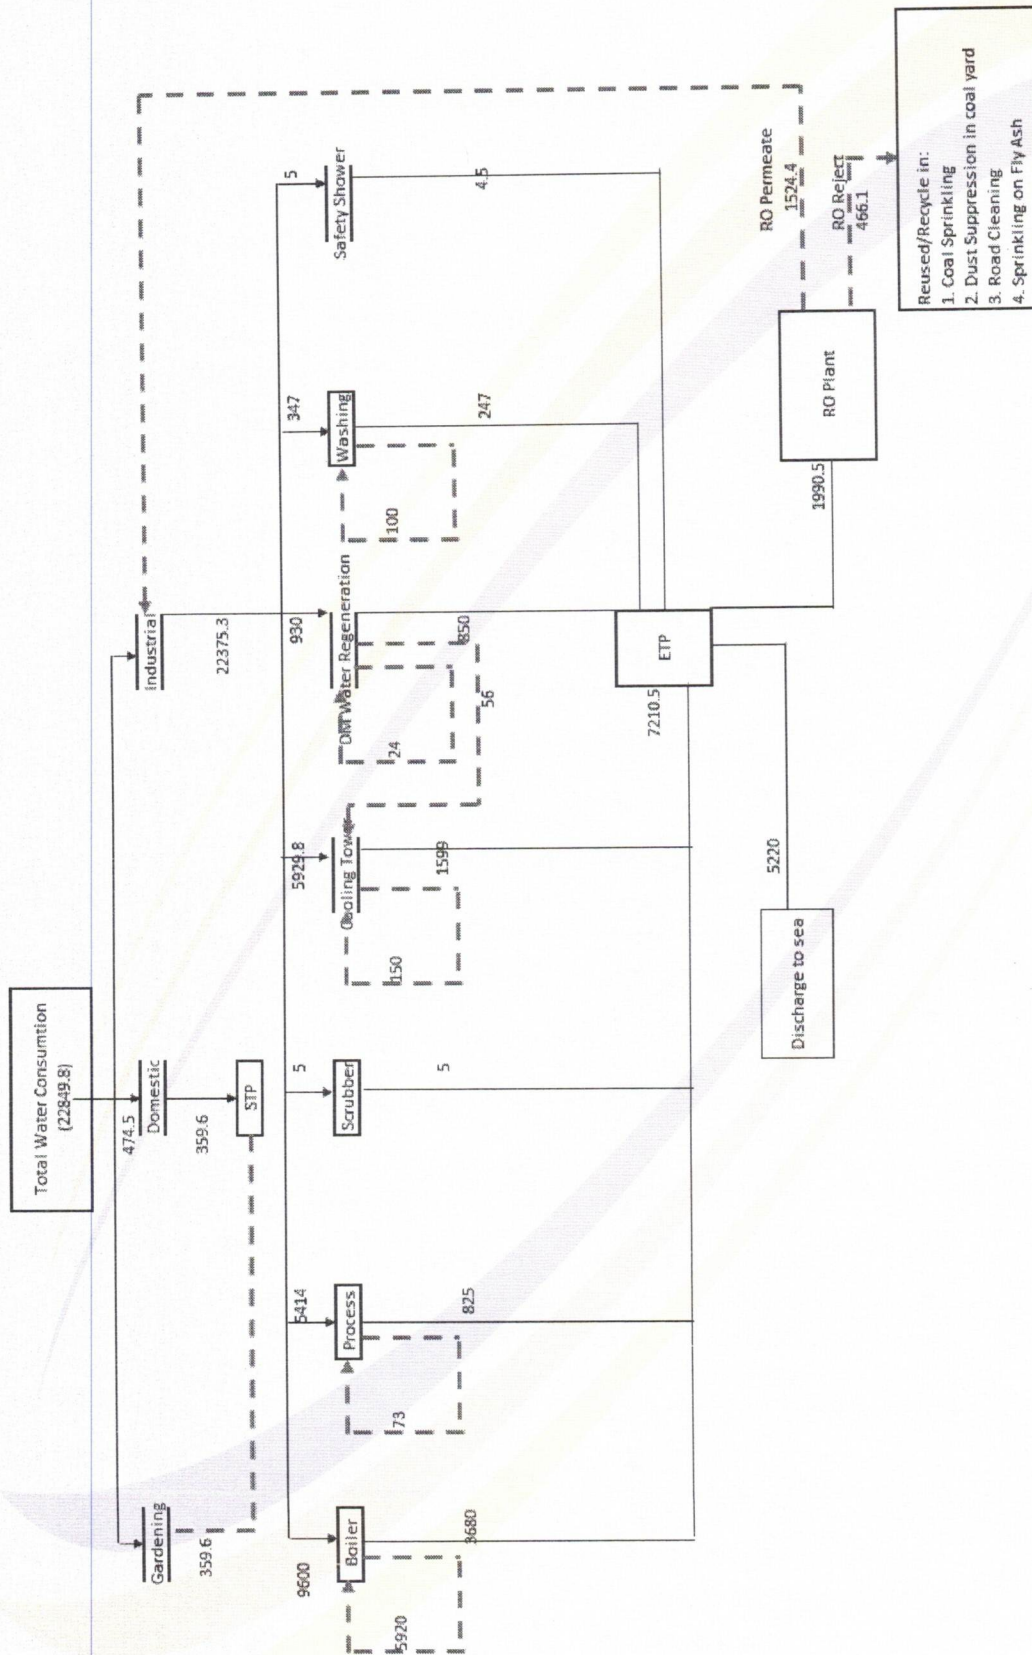 Total Water Consumtion
(22849.8)
474.5
Gardening
Domestic
Industrial
359.6
359.6
22375.3
STP
9600
5414
5
5929.8
930
347
5
Boiler
Process
Scrubber
Cooling Tower
DM Water Regeneration
Washing
Safety Shower
5920
73
150
24
100
3680
825
5
1599
56
850
247
4.5
7210.5
ETP
5220
1990.5
Discharge to sea
RO Plant
RO Permeate
1524.4
RO Reject
466.1
Reused/Recycle in:
1. Coal Sprinkling
2. Dust Suppression in coal yard
3. Road Cleaning
4. Sprinkling on Fly Ash